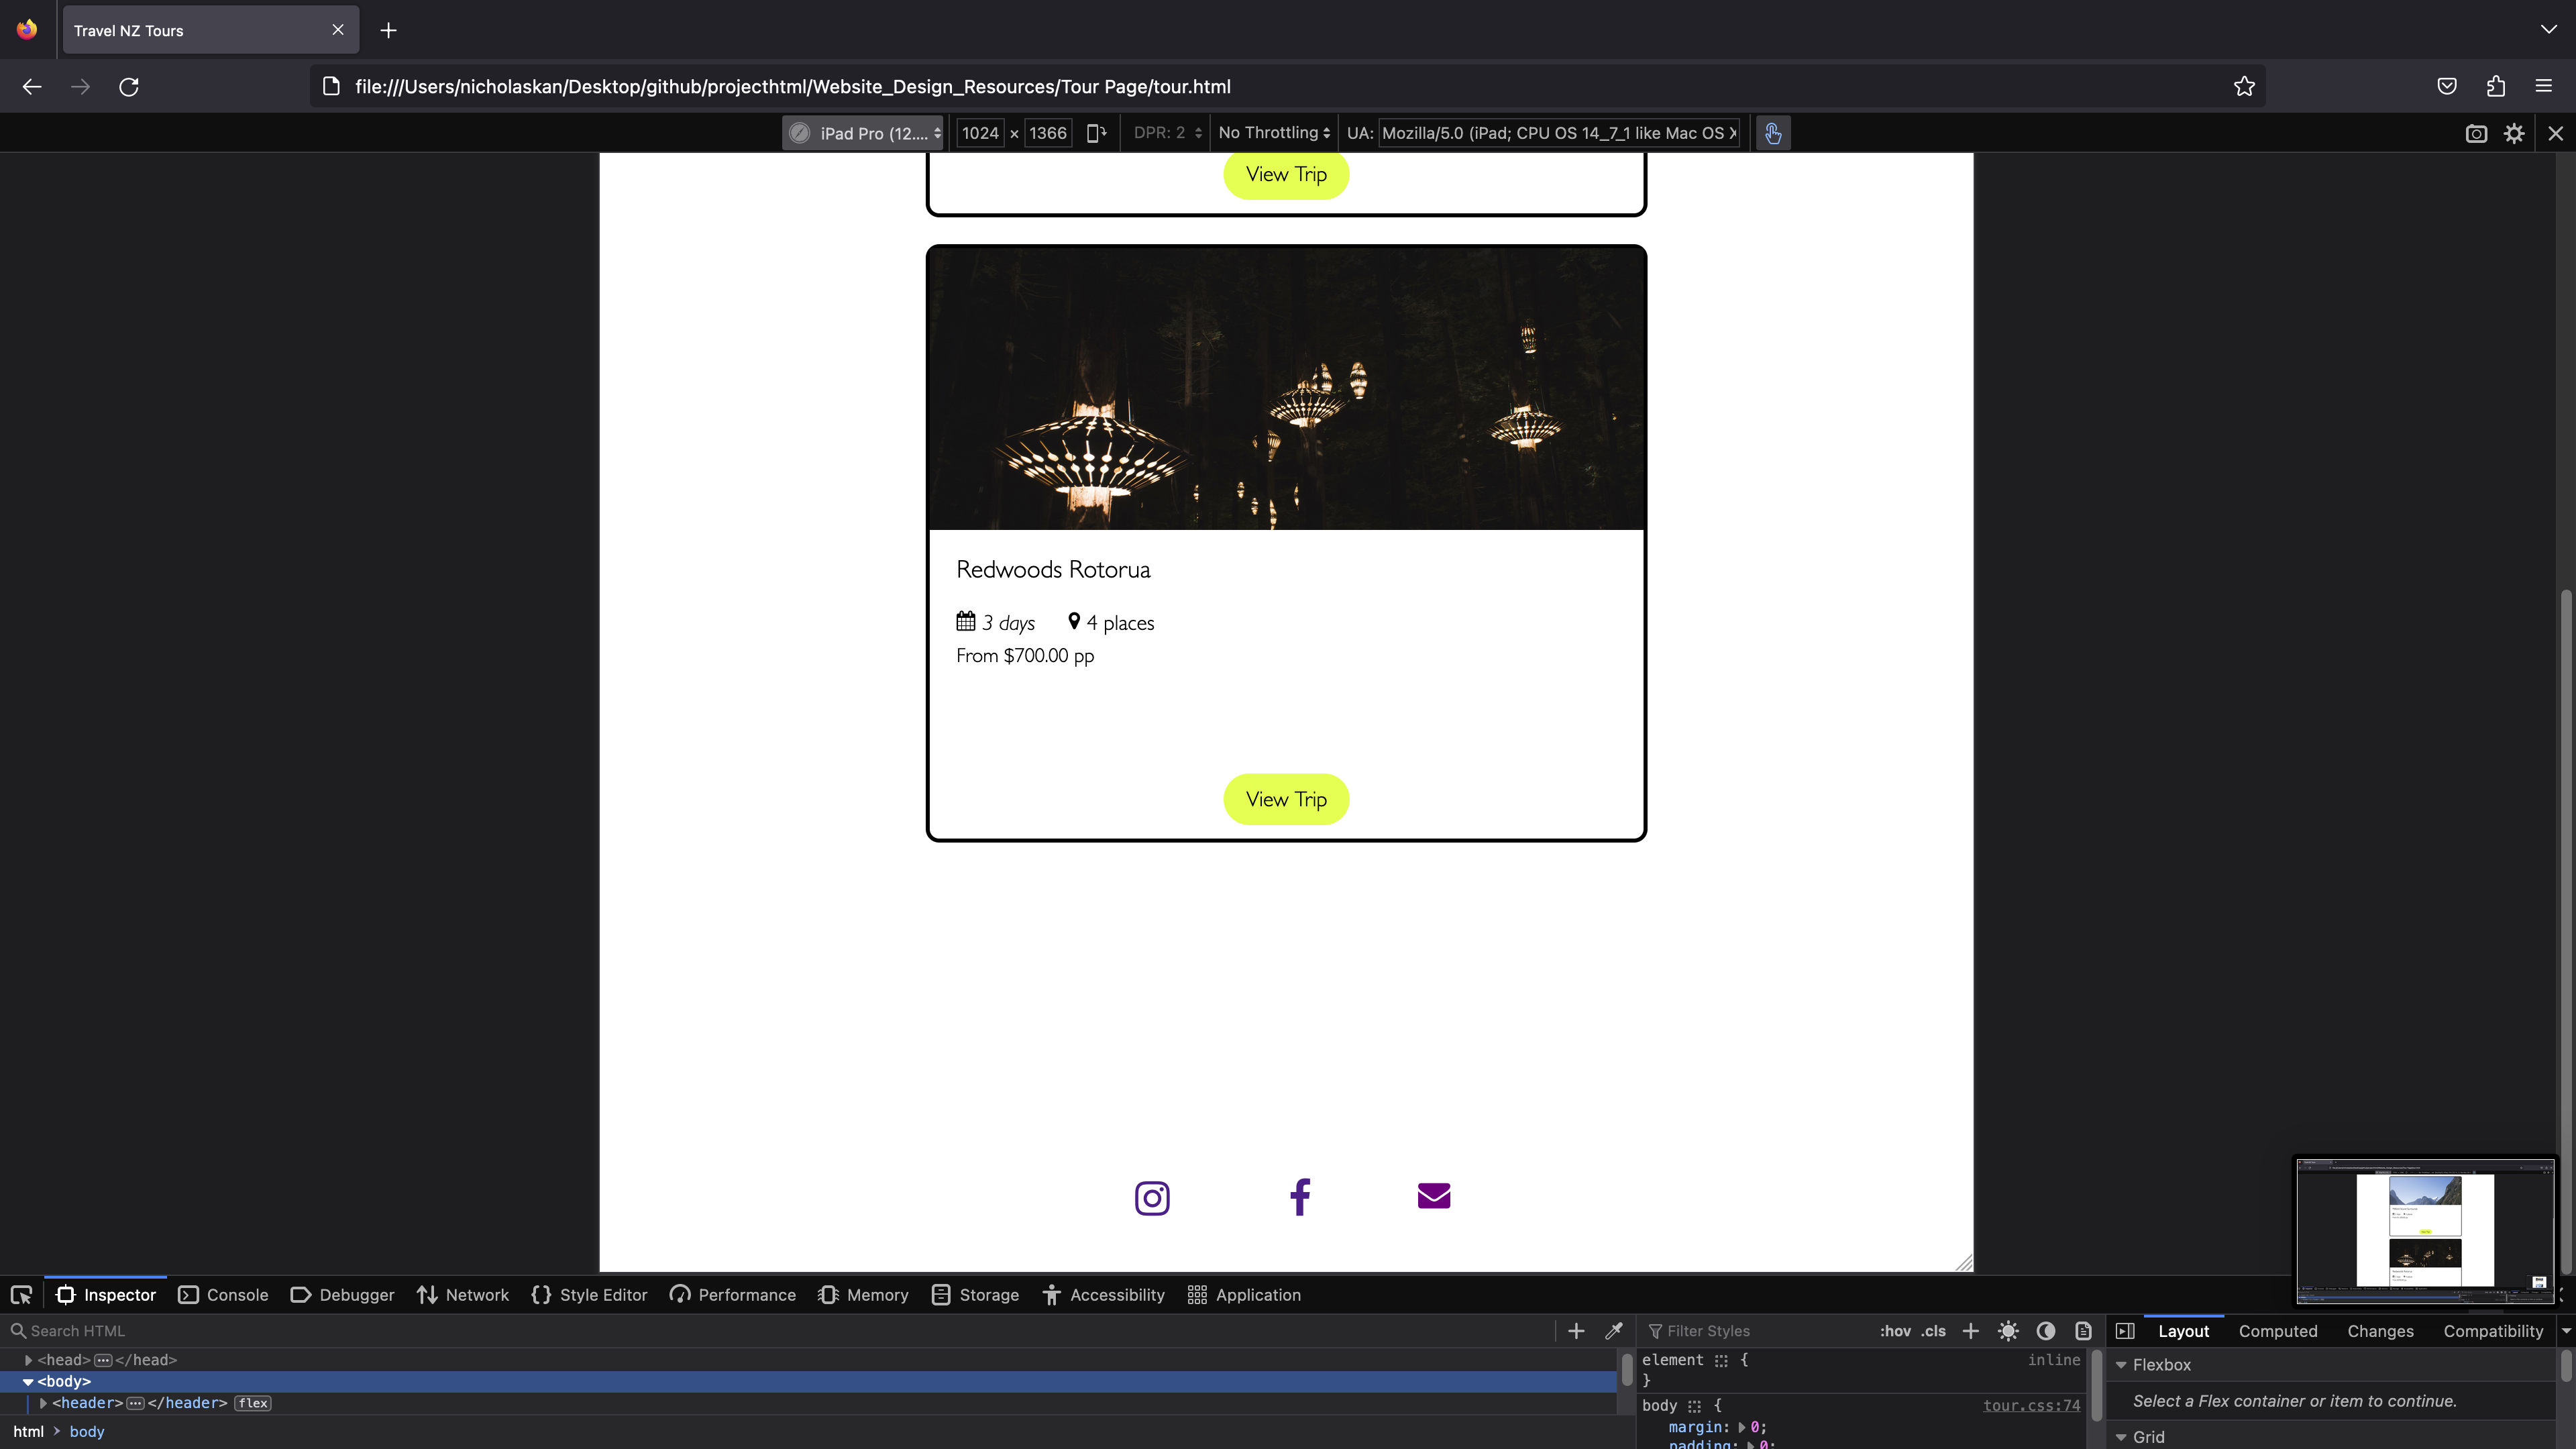 Travel NZ Tours
file:///Users/nicholaskan/Desktop/github/projecthtml/Website_Design_Resources/Tour Page/tour.html
iPad Pro (12.... 1024 × 1366 DPR: 2 No Throttling UA: Mozilla/5.0 (iPad; CPU OS 14_7_1 like Mac OS X
View Trip
Redwoods Rotorua
3 days 4 places
From $700.00 pp
View Trip
Inspector Console Debugger Network Style Editor Performance Memory Storage Accessibility Application
Search HTML Filter Styles :hov .cls Layout Computed Changes Compatibility
<head>···</head> element { inline Flexbox
<body> }
Select a Flex container or item to continue.
<header>···</header> flex body { tour.css:74
margin: 0;
html > body padding: 0; Grid